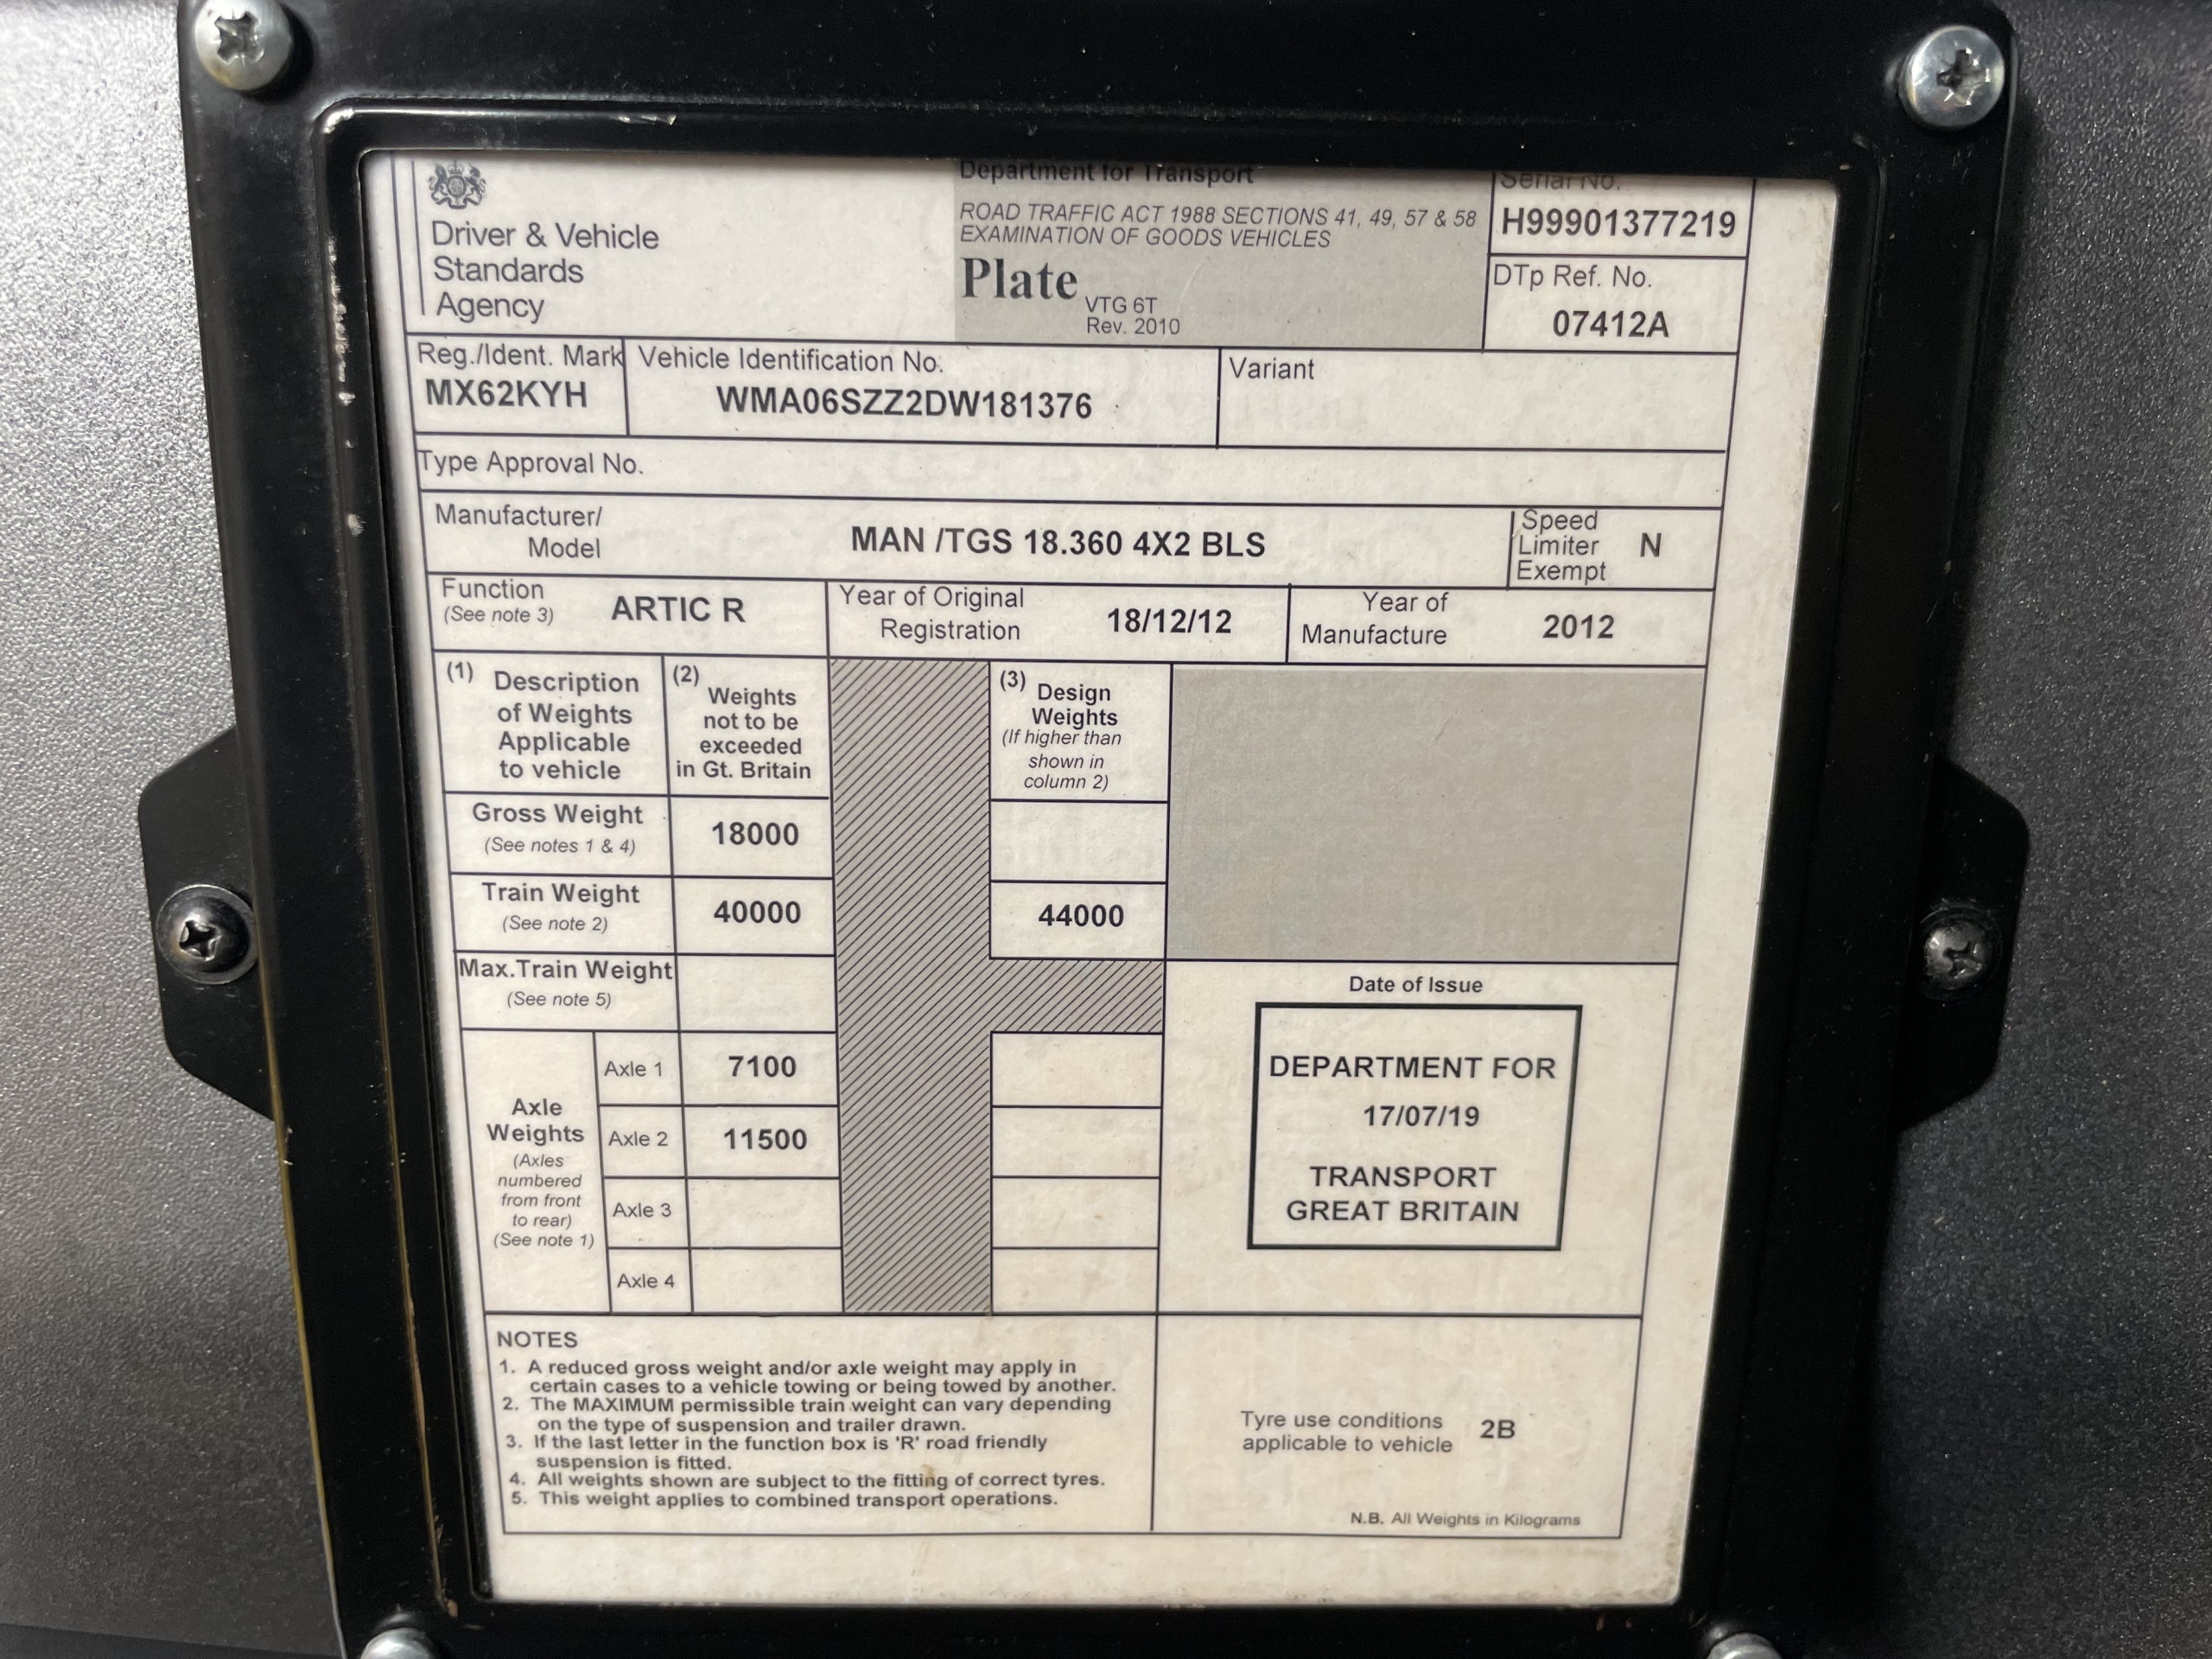 Department for Transport
Serial No.
Driver & Vehicle
Standards
Agency
ROAD TRAFFIC ACT 1988 SECTIONS 41, 49, 57 & 58
EXAMINATION OF GOODS VEHICLES
Plate VTG 6T
Rev. 2010
H99901377219
DTp Ref. No.
07412A
Reg./Ident. Mark
MX62KYH
Vehicle Identification No.
WMA06SZZ2DW181376
Variant
Type Approval No.
Manufacturer/
Model
MAN /TGS 18.360 4X2 BLS
Speed
Limiter
Exempt
N
Function
(See note 3)
ARTIC R
Year of Original
Registration
18/12/12
Year of
Manufacture
2012
(1) Description
of Weights
Applicable
to vehicle
(2) Weights
not to be
exceeded
in Gt. Britain
(3) Design
Weights
(If higher than
shown in
column 2)
Gross Weight
(See notes 1 & 4)
18000
Train Weight
(See note 2)
40000
44000
Max.Train Weight
(See note 5)
Axle
Weights
(Axles
numbered
from front
to rear)
(See note 1)
Axle 1
7100
Axle 2
11500
Axle 3
Axle 4
Date of Issue
DEPARTMENT FOR
17/07/19
TRANSPORT
GREAT BRITAIN
NOTES
1. A reduced gross weight and/or axle weight may apply in
certain cases to a vehicle towing or being towed by another.
2. The MAXIMUM permissible train weight can vary depending
on the type of suspension and trailer drawn.
3. If the last letter in the function box is 'R' road friendly
suspension is fitted.
4. All weights shown are subject to the fitting of correct tyres.
5. This weight applies to combined transport operations.
Tyre use conditions
applicable to vehicle
2B
N.B. All Weights in Kilograms